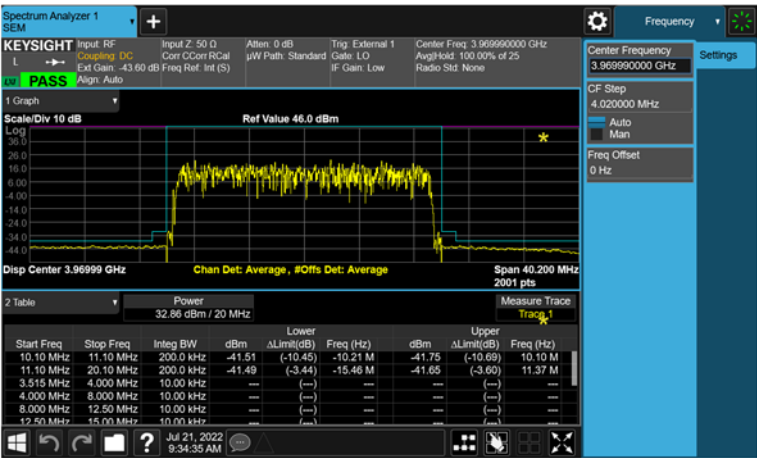 Spectrum Analyzer 1
SEM
Frequency
KEYSIGHT
L
LXI
PASS
Input: RF
Coupling: DC
Ext Gain: -43.60 dB
Align: Auto
Input Z: 50 Ω
Corr CCorr RCal
Freq Ref: Int (S)
Atten: 0 dB
µW Path: Standard
Trig: External 1
Gate: LO
IF Gain: Low
Center Freq: 3.969990000 GHz
Avg|Hold: 100.00% of 25
Radio Std: None
Center Frequency
3.969990000 GHz
Settings
CF Step
4.020000 MHz
Auto
Man
Freq Offset
0 Hz
1 Graph
Scale/Div 10 dB
Ref Value 46.0 dBm
Log
36.0
26.0
16.0
6.00
-4.00
-14.0
-24.0
-34.0
-44.0
Disp Center 3.96999 GHz
Chan Det: Average, #Offs Det: Average
Span 40.200 MHz
2001 pts
2 Table
Power
32.86 dBm / 20 MHz
Measure Trace
Trace 1
Lower Upper
Start Freq Stop Freq Integ BW dBm ΔLimit(dB) Freq (Hz) dBm ΔLimit(dB) Freq (Hz)
10.10 MHz 11.10 MHz 200.0 kHz -41.51 (-10.45) -10.21 M -41.75 (-10.69) 10.10 M
11.10 MHz 20.10 MHz 200.0 kHz -41.49 (-3.44) -15.46 M -41.65 (-3.60) 11.37 M
3.515 MHz 4.000 MHz 10.00 kHz --- (---) --- --- (---) ---
4.000 MHz 8.000 MHz 10.00 kHz --- (---) --- --- (---) ---
8.000 MHz 12.50 MHz 10.00 kHz --- (---) --- --- (---) ---
12.50 MHz 15.00 MHz 10.00 kHz --- (---) --- --- (---) ---
?
Jul 21, 2022
9:34:35 AM